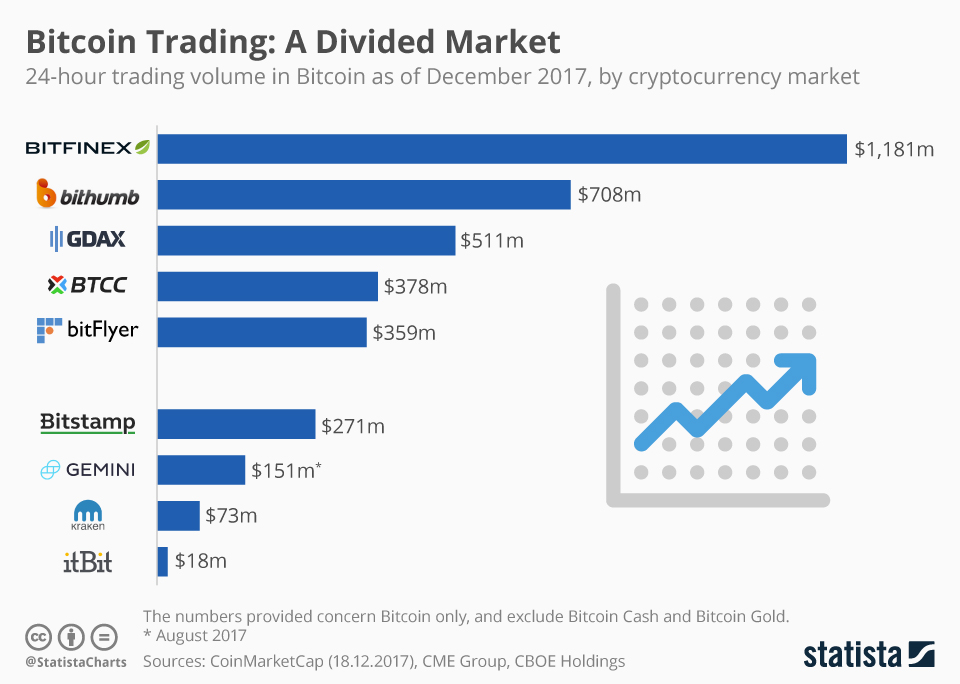 Bitcoin Trading: A Divided Market
24-hour trading volume in Bitcoin as of December 2017, by cryptocurrency market
BITFINEX $1,181m
bithumb $708m
GDAX $511m
BTCC $378m
bitFlyer $359m
Bitstamp $271m
GEMINI $151m*
kraken $73m
itBit $18m
The numbers provided concern Bitcoin only, and exclude Bitcoin Cash and Bitcoin Gold.
* August 2017
@StatistaCharts Sources: CoinMarketCap (18.12.2017), CME Group, CBOE Holdings
cc
statista